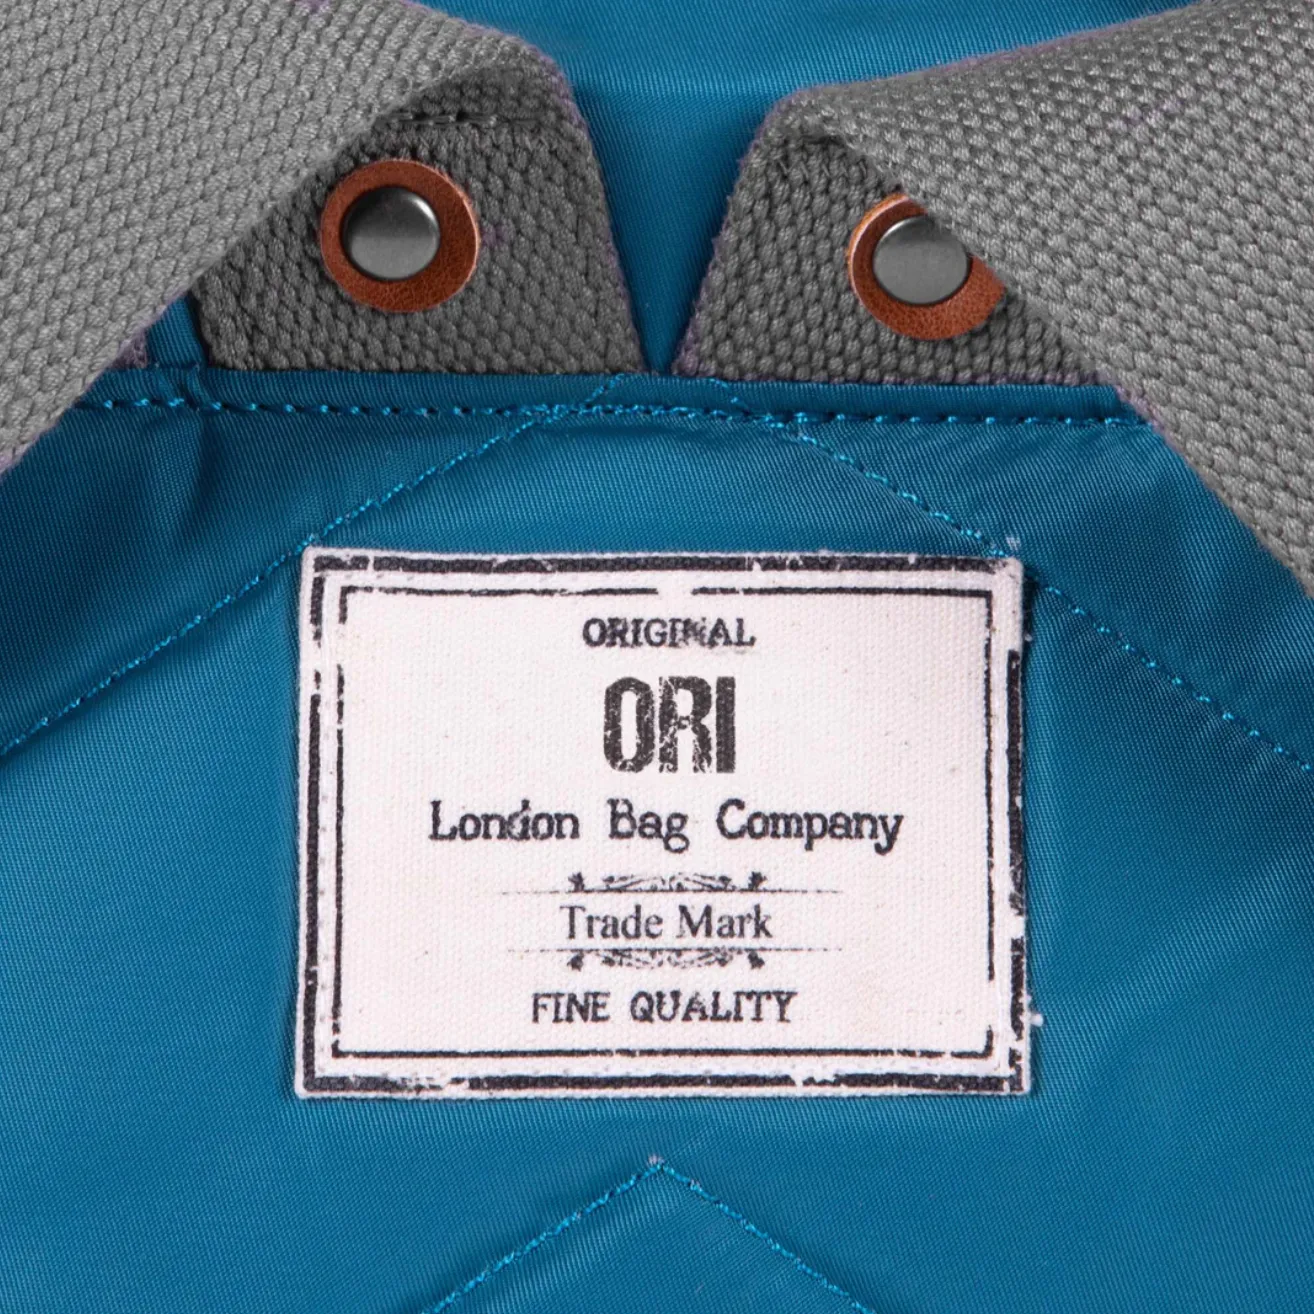 ORIGINAL
ORI
London Bag Company
Trade Mark
FINE QUALITY